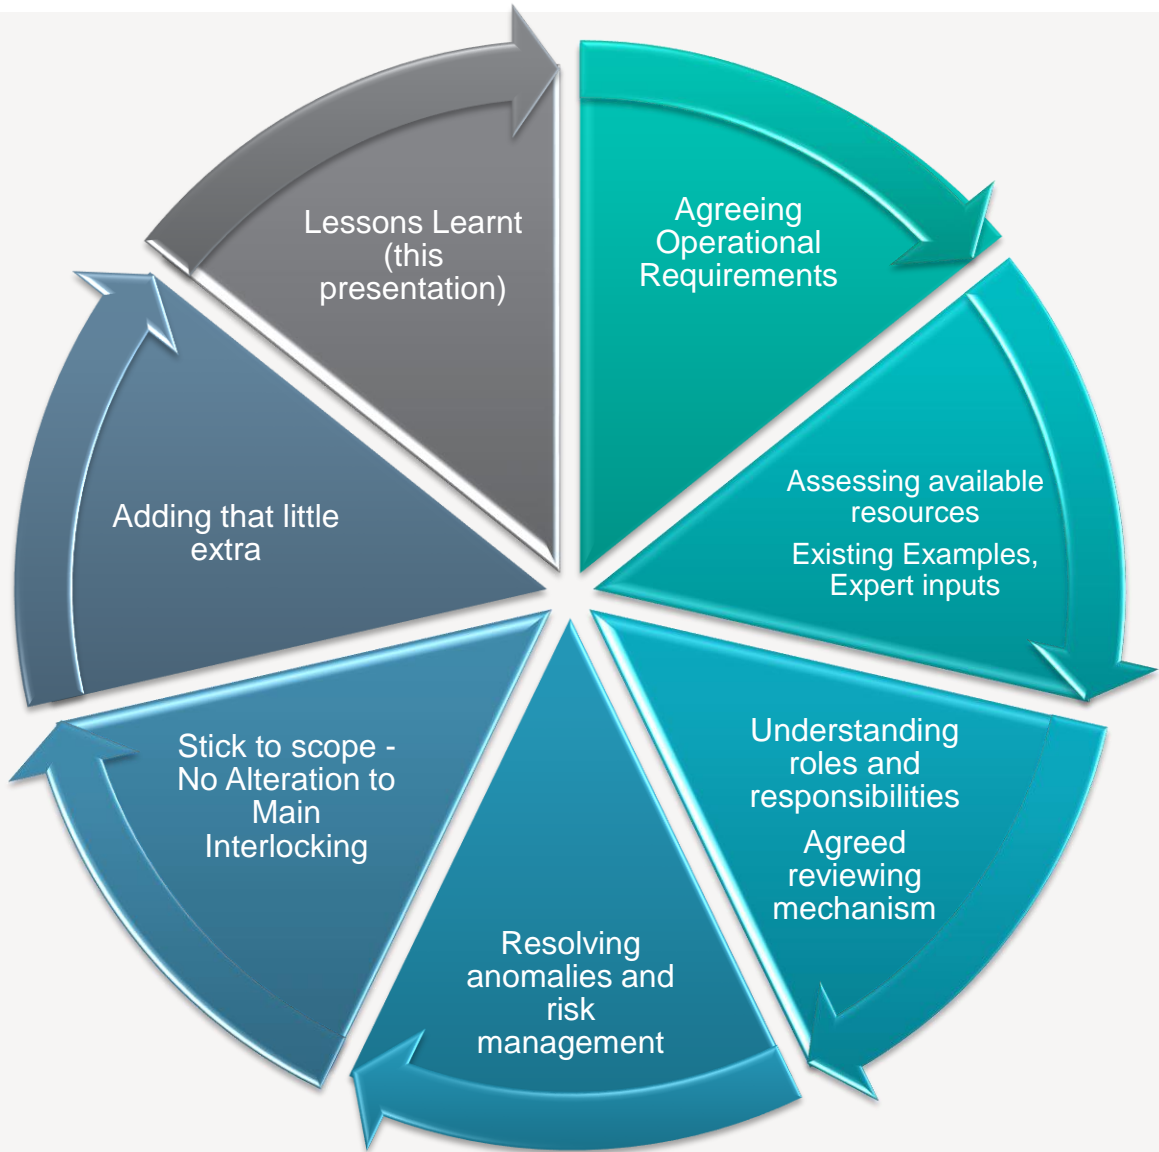 Agreeing
Operational
Requirements
Assessing available
resources
Existing Examples,
Expert inputs
Understanding
roles and
responsibilities
Agreed
reviewing
mechanism
Resolving
anomalies and
risk
management
Stick to scope -
No Alteration to
Main
Interlocking
Adding that little
extra
Lessons Learnt
(this
presentation)